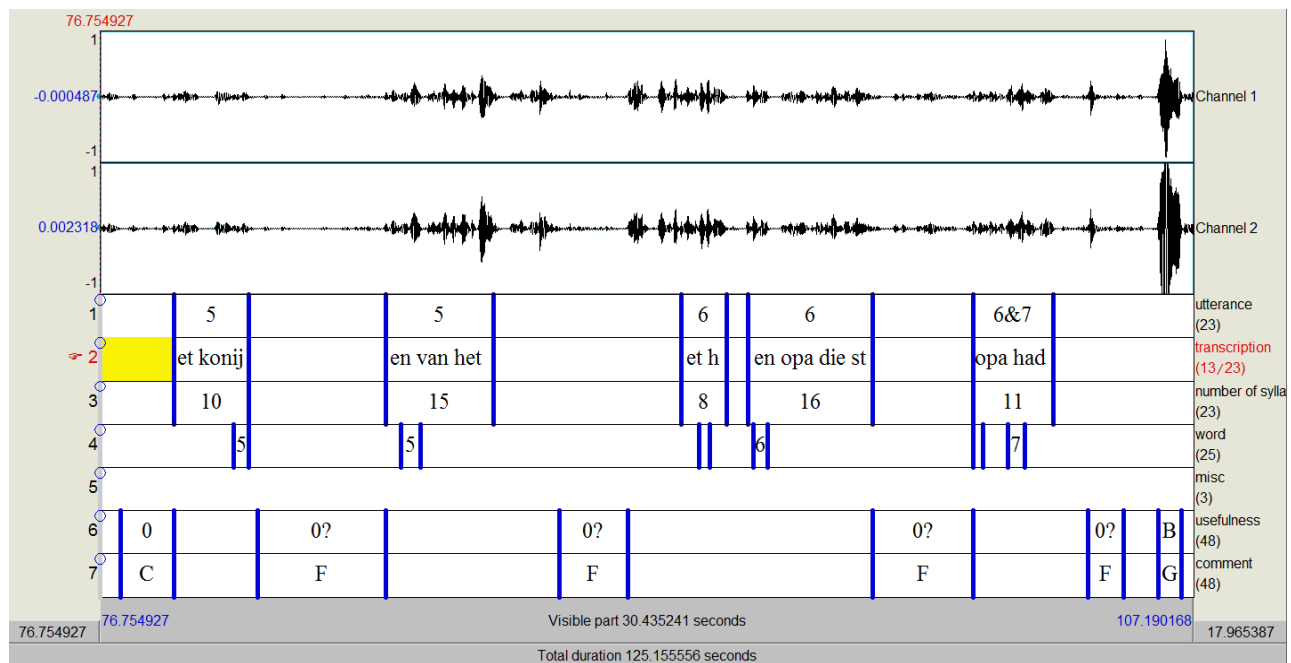 76.754927
1
-0.000487
Channel 1
-1
1
0.002318
Channel 2
-1
1 5 5 6 6 6&7 utterance
(23)
2 et konij en van het et h en opa die st opa had transcription
(13/23)
3 10 15 8 16 11 number of sylla
(23)
4 5 5 6 7 word
(25)
5 misc
(3)
6 0 0? 0? 0? 0? B usefulness
(48)
7 C F F F F G comment
(48)
76.754927 Visible part 30.435241 seconds 107.190168
76.754927 17.965387
Total duration 125.155556 seconds